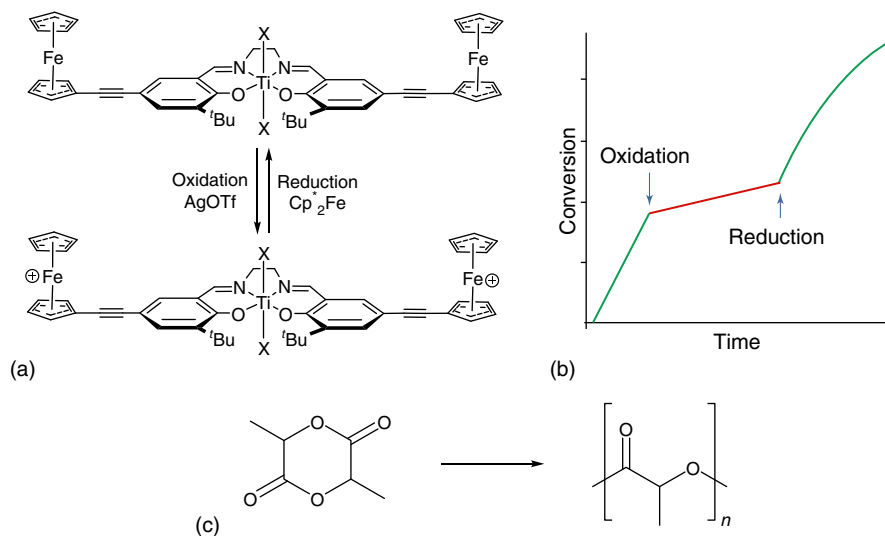 Fe
X
Fe
N
N
Ti
O
O
tBu
tBu
X
Oxidation
AgOTf
Reduction
Cp*2Fe
⊕Fe
X
Fe⊕
N
N
Ti
O
O
tBu
tBu
X
(a)
Conversion
Oxidation
Reduction
Time
(b)
O
O
O
O
(c)
O
O
n